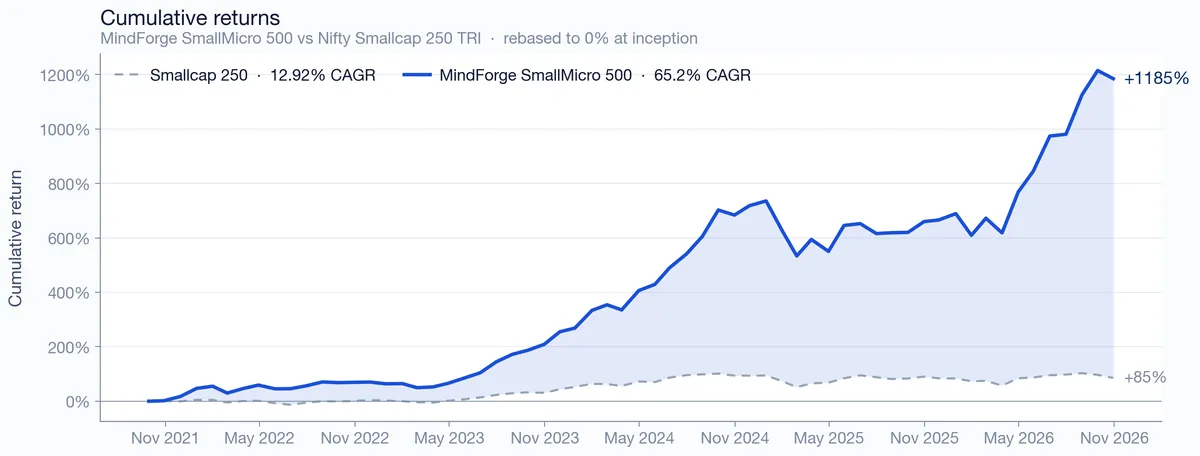 Cumulative returns
MindForge SmallMicro 500 vs Nifty Smallcap 250 TRI · rebased to 0% at inception
Smallcap 250 · 12.92% CAGR
MindForge SmallMicro 500 · 65.2% CAGR
Cumulative return
1200%
1000%
800%
600%
400%
200%
0%
+1185%
+85%
Nov 2021 May 2022 Nov 2022 May 2023 Nov 2023 May 2024 Nov 2024 May 2025 Nov 2025 May 2026 Nov 2026